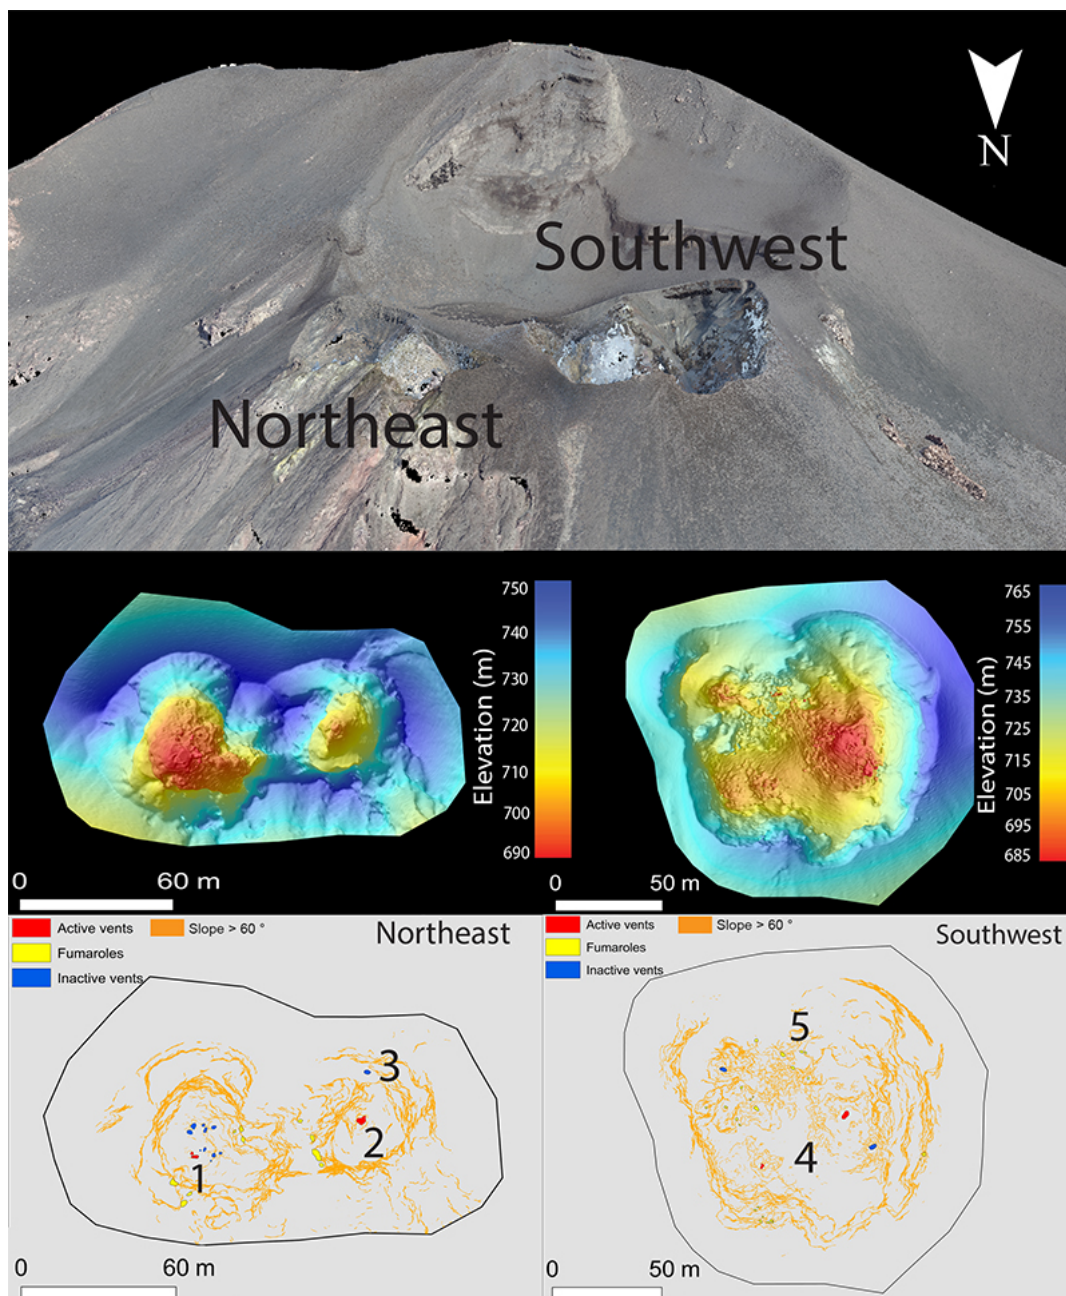 N
Southwest
Northeast
750
740
730
720
710
700
690
Elevation (m)
0
60 m
765
755
745
735
725
715
705
695
685
Elevation (m)
0
50 m
Active vents
Slope > 60 °
Fumaroles
Inactive vents
Northeast
3
2
1
0
60 m
Active vents
Slope > 60 °
Fumaroles
Inactive vents
Southwest
5
4
0
50 m